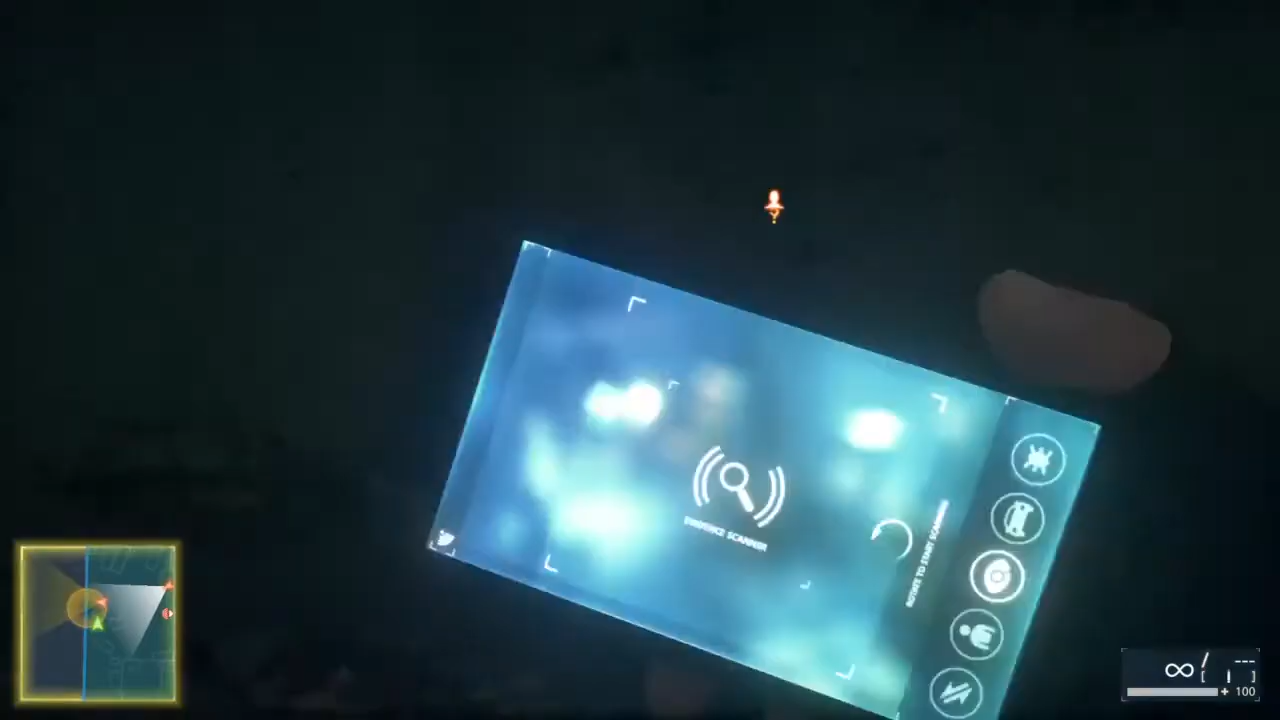 EVIDENCE SCANNER
ROTATE TO START SCANNING
∞ / ---
+ 100